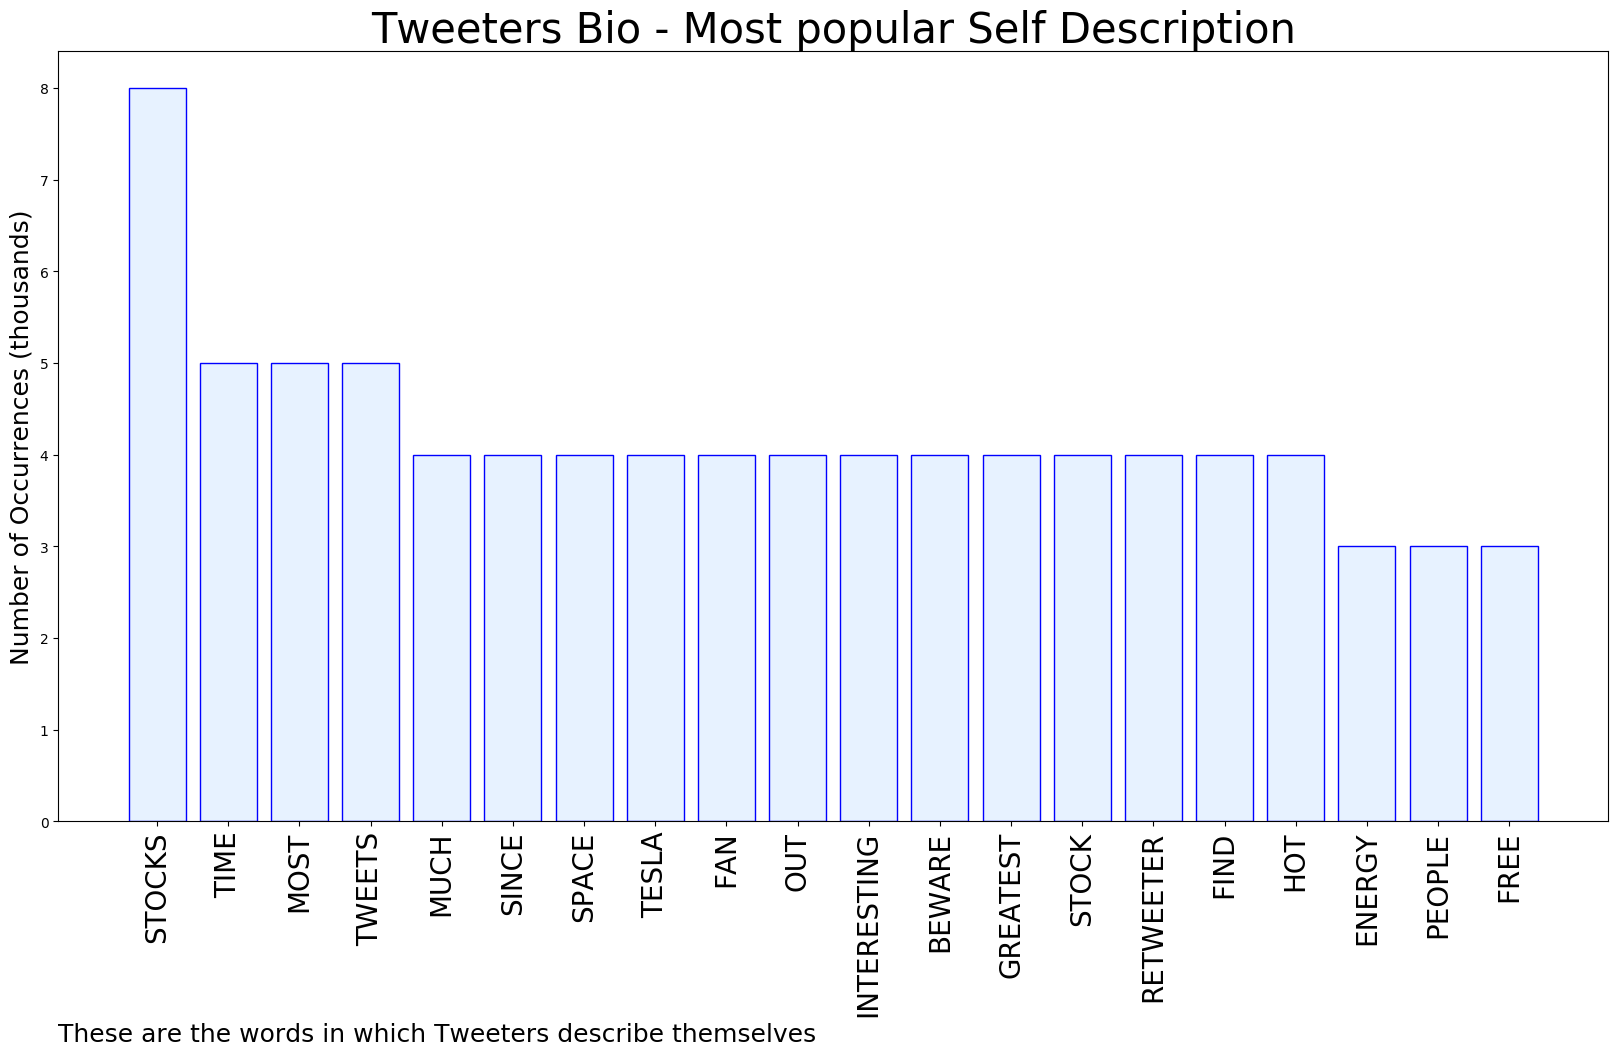 Tweeters Bio - Most popular Self Description
Number of Occurrences (thousands)
8
7
6
5
4
3
2
1
0
STOCKS
TIME
MOST
TWEETS
MUCH
SINCE
SPACE
TESLA
FAN
OUT
INTERESTING
BEWARE
GREATEST
STOCK
RETWEETER
FIND
HOT
ENERGY
PEOPLE
FREE
These are the words in which Tweeters describe themselves